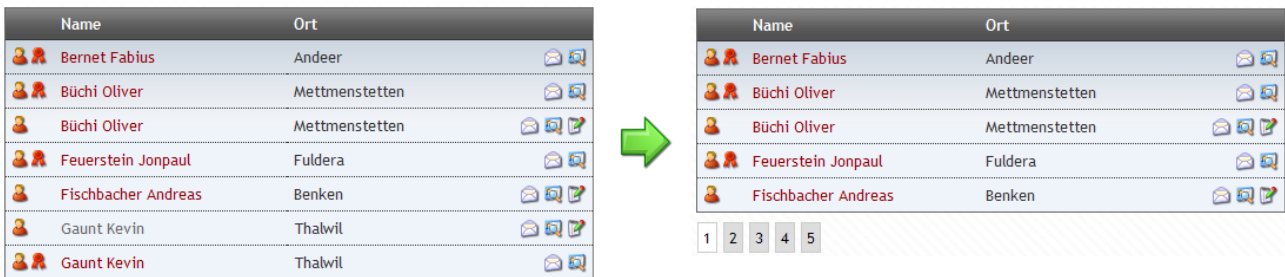 Name Ort
Bernet Fabius Andeer
Büchi Oliver Mettmenstetten
Büchi Oliver Mettmenstetten
Feuerstein Jonpaul Fuldera
Fischbacher Andreas Benken
Gaunt Kevin Thalwil
Gaunt Kevin Thalwil
Name Ort
Bernet Fabius Andeer
Büchi Oliver Mettmenstetten
Büchi Oliver Mettmenstetten
Feuerstein Jonpaul Fuldera
Fischbacher Andreas Benken
1 2 3 4 5